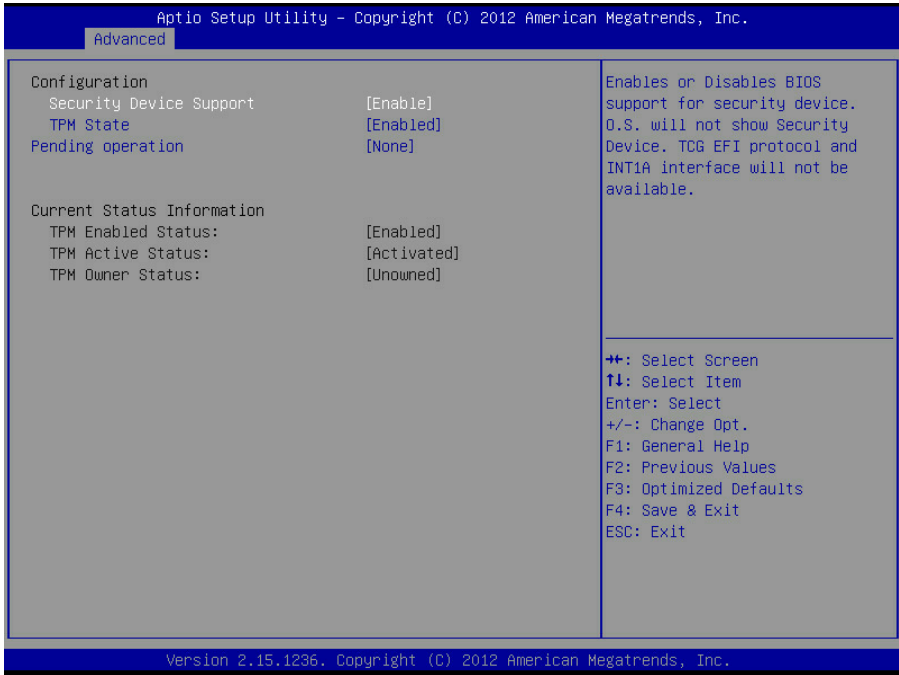 Aptio Setup Utility – Copyright (C) 2012 American Megatrends, Inc.
Advanced
Configuration
Security Device Support [Enable]
TPM State [Enabled]
Pending operation [None]
Current Status Information
TPM Enabled Status: [Enabled]
TPM Active Status: [Activated]
TPM Owner Status: [Unowned]
Enables or Disables BIOS
support for security device.
O.S. will not show Security
Device. TCG EFI protocol and
INT1A interface will not be
available.
→←: Select Screen
↑↓: Select Item
Enter: Select
+/-: Change Opt.
F1: General Help
F2: Previous Values
F3: Optimized Defaults
F4: Save & Exit
ESC: Exit
Version 2.15.1236. Copyright (C) 2012 American Megatrends, Inc.